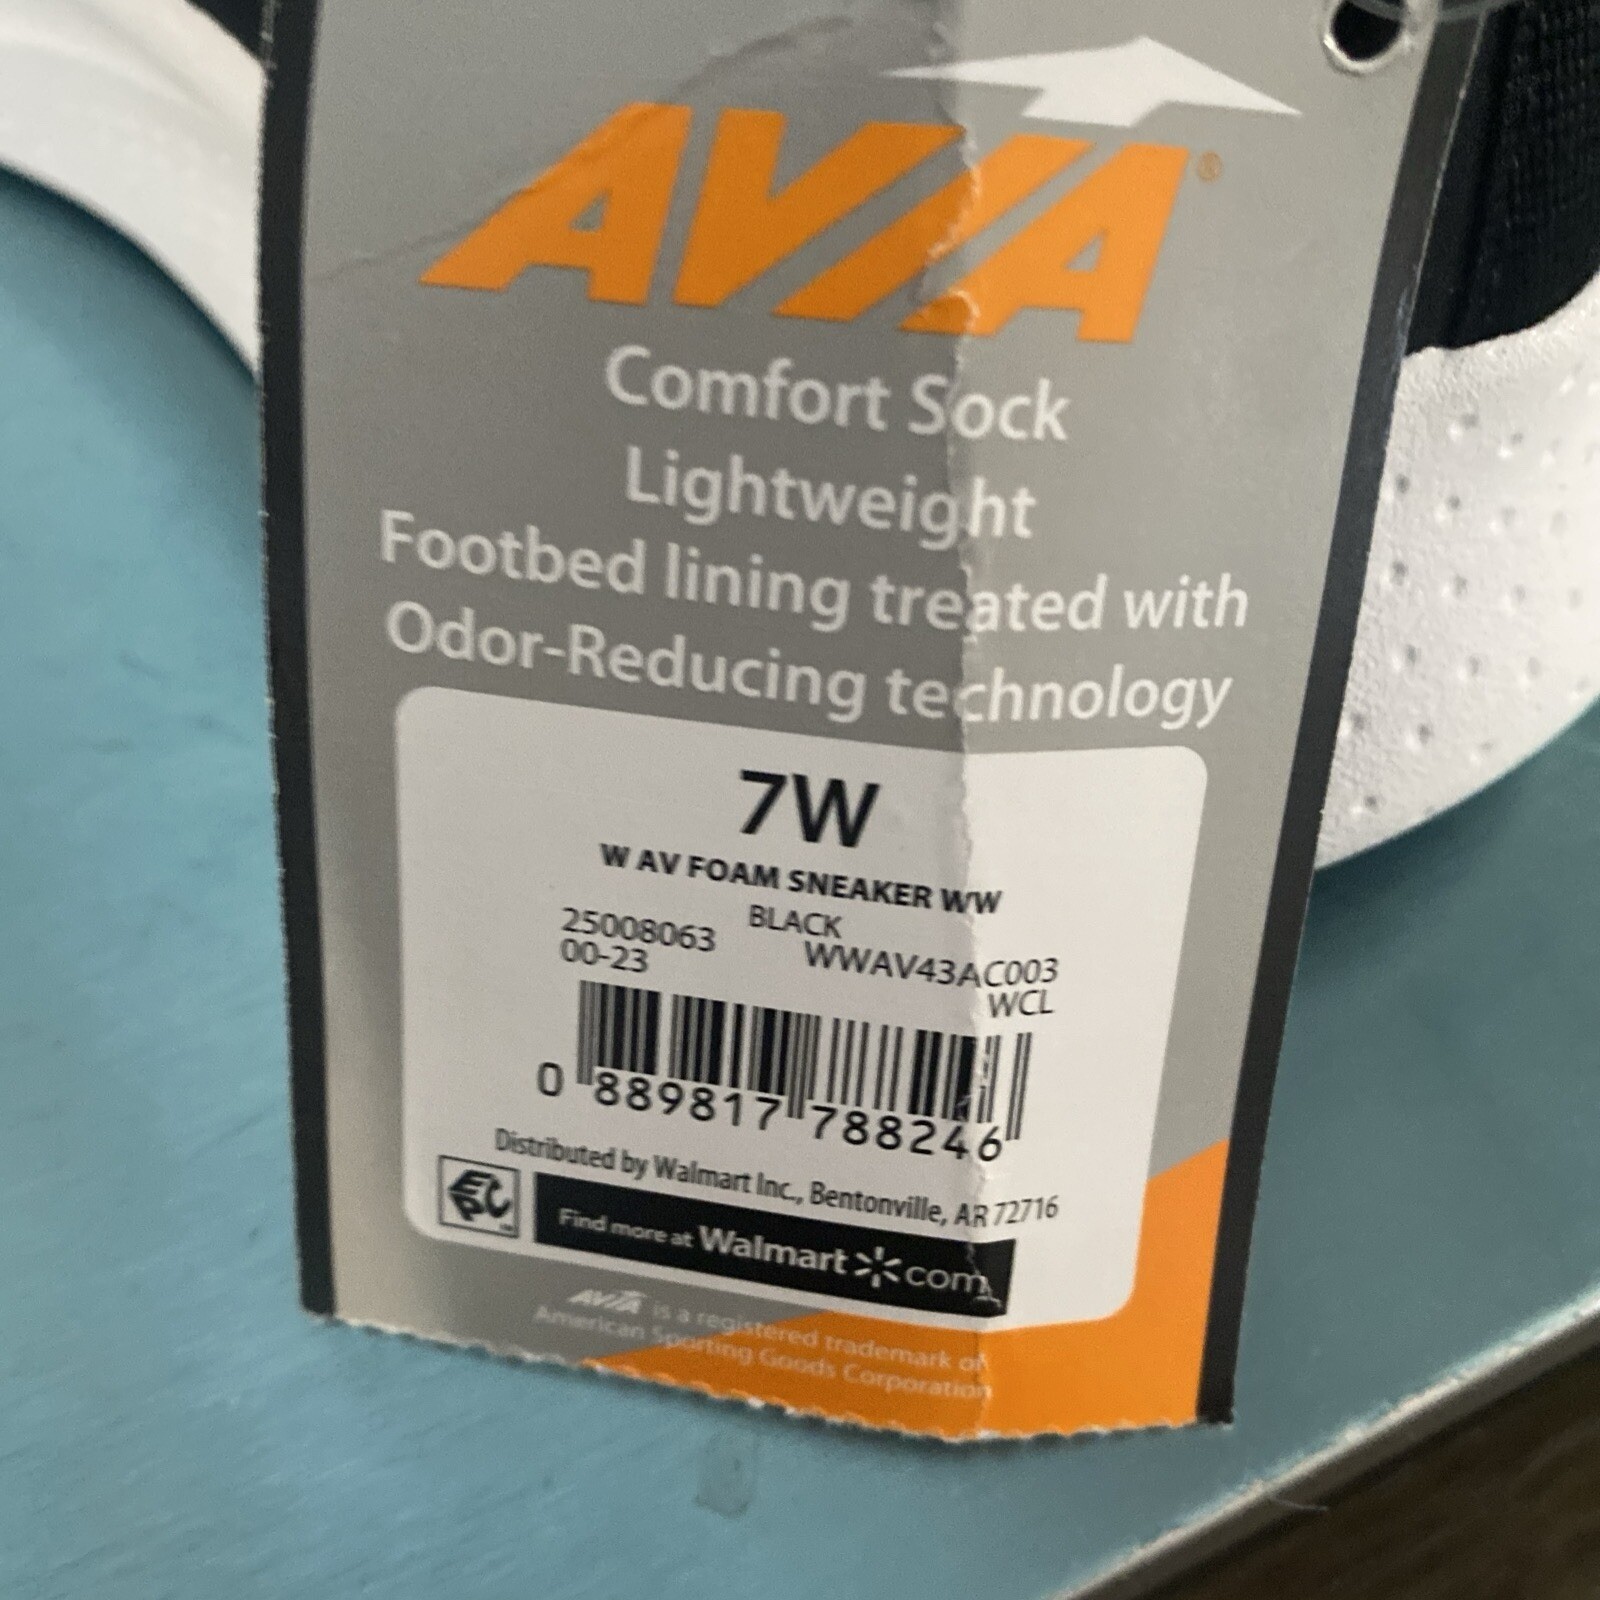 AVIA®
Comfort Sock
Lightweight
Footbed lining treated with
Odor-Reducing technology
7W
W AV FOAM SNEAKER WW
BLACK
25008063 WWAV43AC003
00-23 WCL
0 889817 788246
Distributed by Walmart Inc., Bentonville, AR 72716
EPC
Find more at Walmart com
AVIA is a registered trademark of
American Sporting Goods Corporation